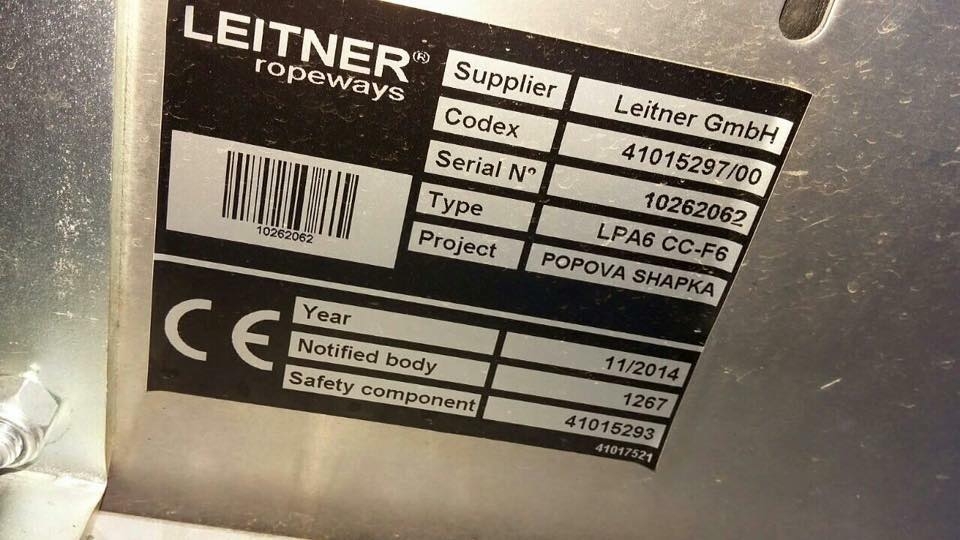 LEITNER®
ropeways
Supplier Leitner GmbH
Codex 41015297/00
Serial N° 10262062
Type LPA6 CC-F6
Project POPOVA SHAPKA
10262062
CE
Year 11/2014
Notified body 1267
Safety component 41015293
41017521